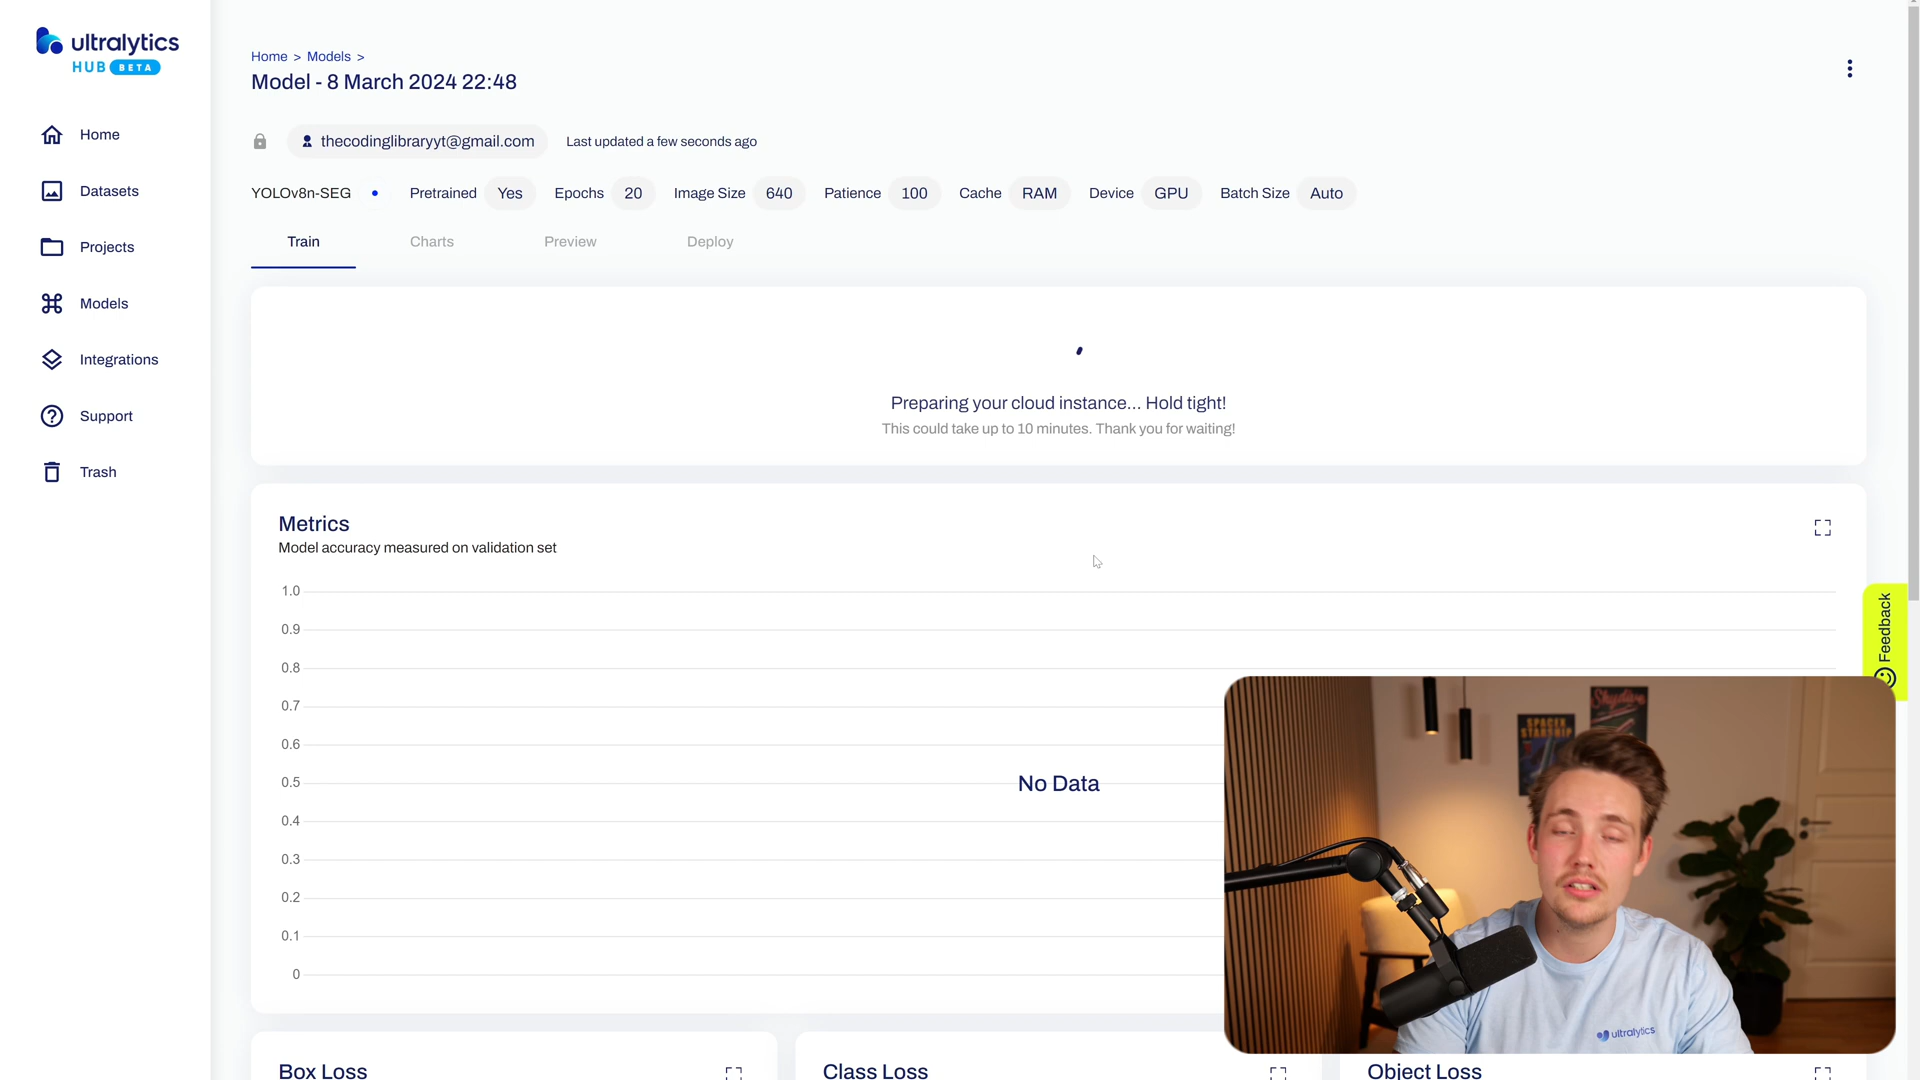 ultralytics
HUB BETA
Home
Datasets
Projects
Models
Integrations
Support
Trash
Home > Models >
Model - 8 March 2024 22:48
thecodinglibraryyt@gmail.com Last updated a few seconds ago
YOLOv8n-SEG Pretrained Yes Epochs 20 Image Size 640 Patience 100 Cache RAM Device GPU Batch Size Auto
Train Charts Preview Deploy
Preparing your cloud instance... Hold tight!
This could take up to 10 minutes. Thank you for waiting!
Metrics
Model accuracy measured on validation set
1.0
0.9
0.8
0.7
0.6
0.5
0.4
0.3
0.2
0.1
0
No Data
Feedback
Skydive
SPACEX
STARSHIP
ultralytics
Box Loss Class Loss Object Loss